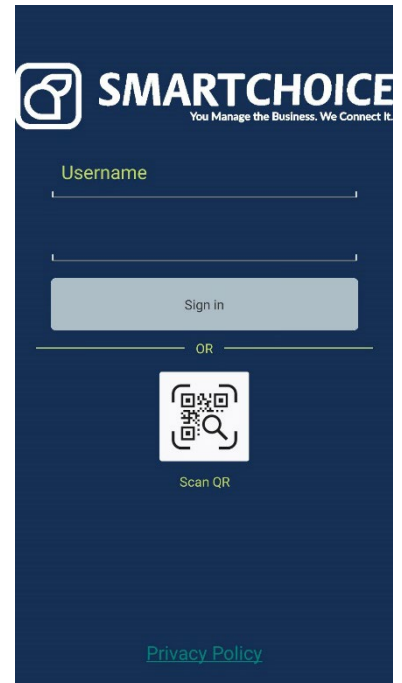 SMARTCHOICE
You Manage the Business. We Connect It.
Username
Sign in
OR
Scan QR
Privacy Policy